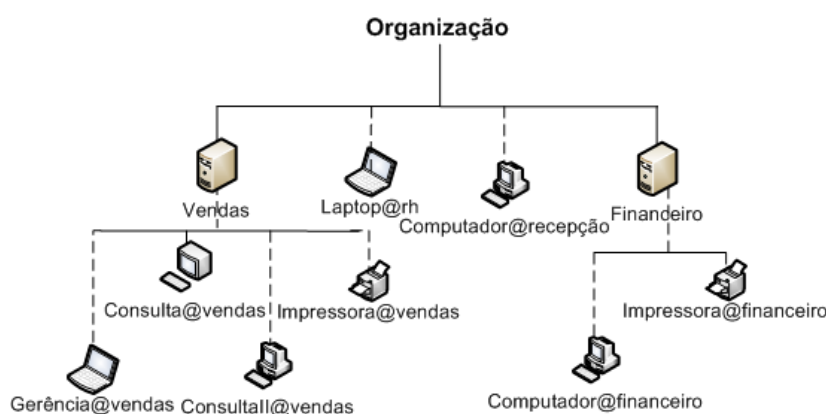 Organização
Vendas
Laptop@rh
Computador@recepção
Financeiro
Consulta@vendas
Impressora@vendas
Impressora@financeiro
Gerência@vendas
ConsultaII@vendas
Computador@financeiro